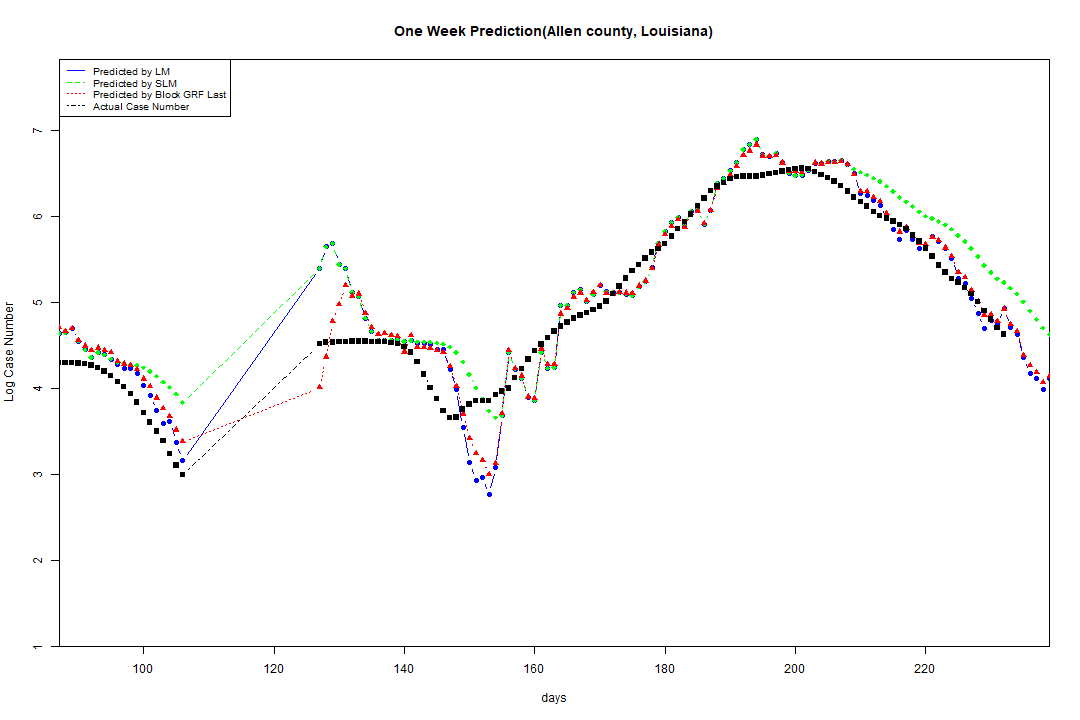 One Week Prediction(Allen county, Louisiana)
Predicted by LM
Predicted by SLM
Predicted by Block GRF Last
Actual Case Number
7
6
5
4
3
2
1
Log Case Number
100 120 140 160 180 200 220
days